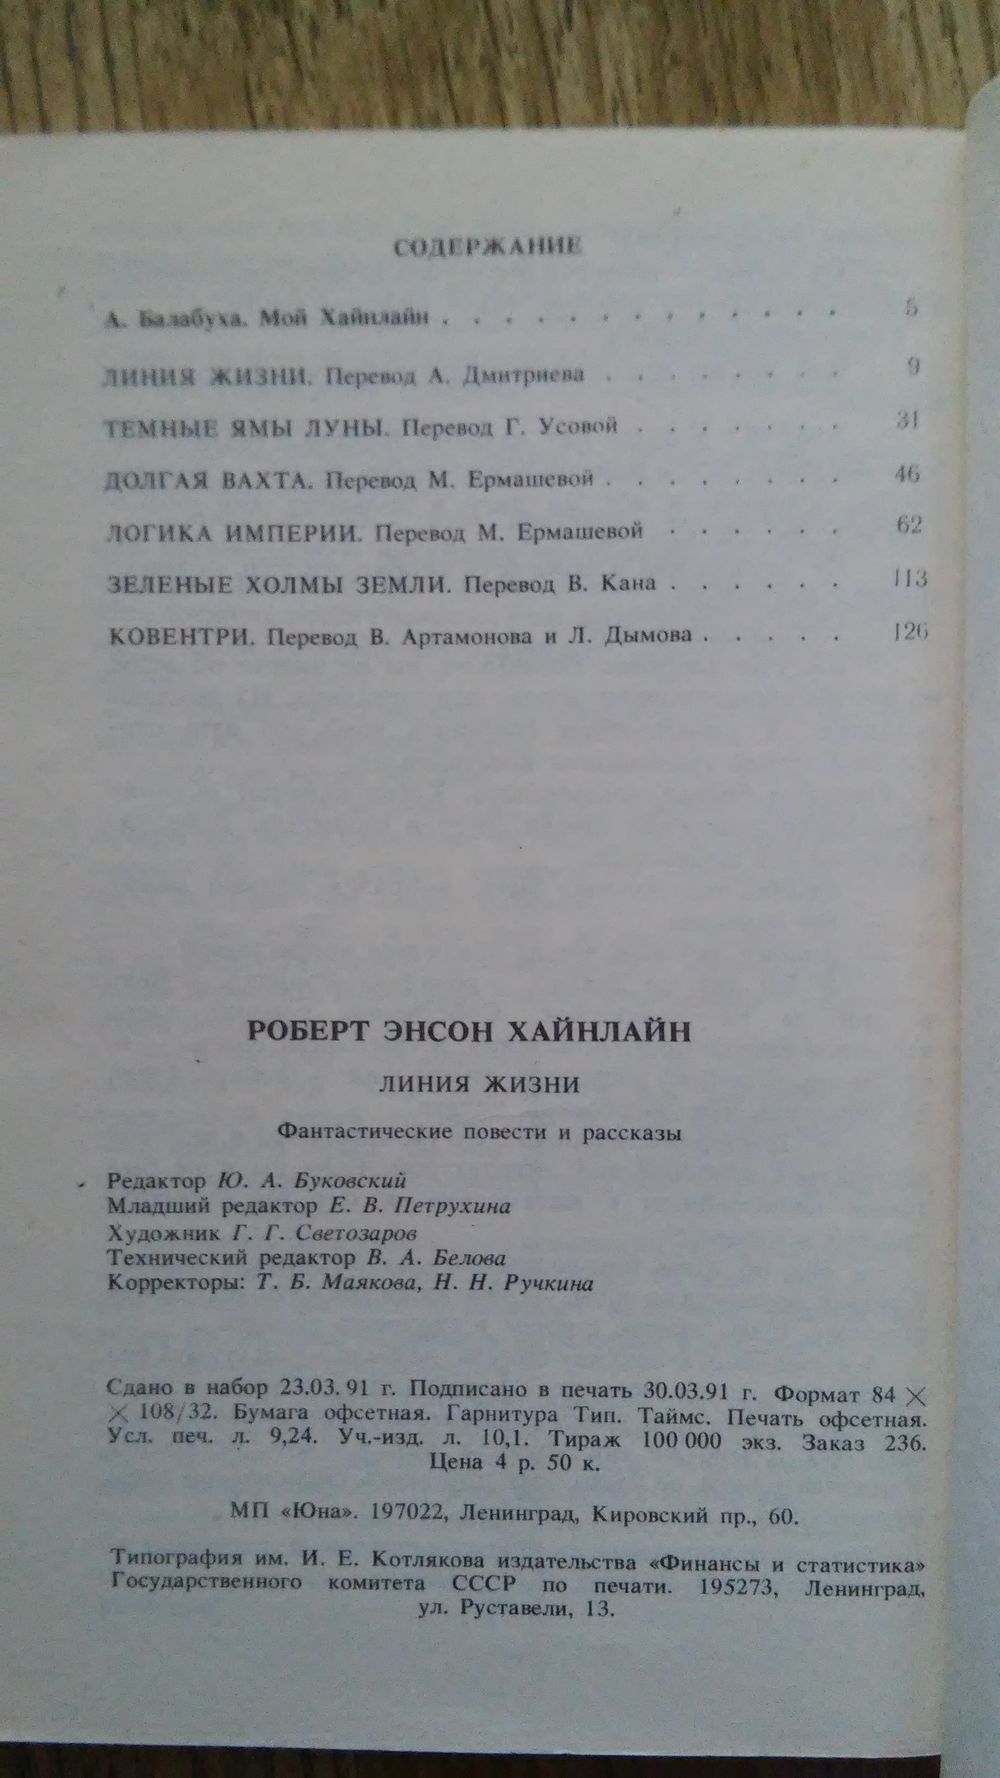 СОДЕРЖАНИЕ
А. Балабуха. Мой Хайнлайн . . . . . . . . . . . . . 5
ЛИНИЯ ЖИЗНИ. Перевод А. Дмитриева . . . . . . . . 9
ТЕМНЫЕ ЯМЫ ЛУНЫ. Перевод Г. Усовой . . . . . . . 31
ДОЛГАЯ ВАХТА. Перевод М. Ермашевой . . . . . . . . 46
ЛОГИКА ИМПЕРИИ. Перевод М. Ермашевой . . . . . . 62
ЗЕЛЕНЫЕ ХОЛМЫ ЗЕМЛИ. Перевод В. Кана . . . . . . 113
КОВЕНТРИ. Перевод В. Артамонова и Л. Дымова . . . . . 126
РОБЕРТ ЭНСОН ХАЙНЛАЙН
ЛИНИЯ ЖИЗНИ
Фантастические повести и рассказы
Редактор Ю. А. Буковский
Младший редактор Е. В. Петрухина
Художник Г. Г. Светозаров
Технический редактор В. А. Белова
Корректоры: Т. Б. Маякова, Н. Н. Ручкина
Сдано в набор 23.03.91 г. Подписано в печать 30.03.91 г. Формат 84 ×
× 108/32. Бумага офсетная. Гарнитура Тип. Таймс. Печать офсетная.
Усл. печ. л. 9,24. Уч.-изд. л. 10,1. Тираж 100 000 экз. Заказ 236.
Цена 4 р. 50 к.
МП «Юна». 197022, Ленинград, Кировский пр., 60.
Типография им. И. Е. Котлякова издательства «Финансы и статистика»
Государственного комитета СССР по печати. 195273, Ленинград,
ул. Руставели, 13.